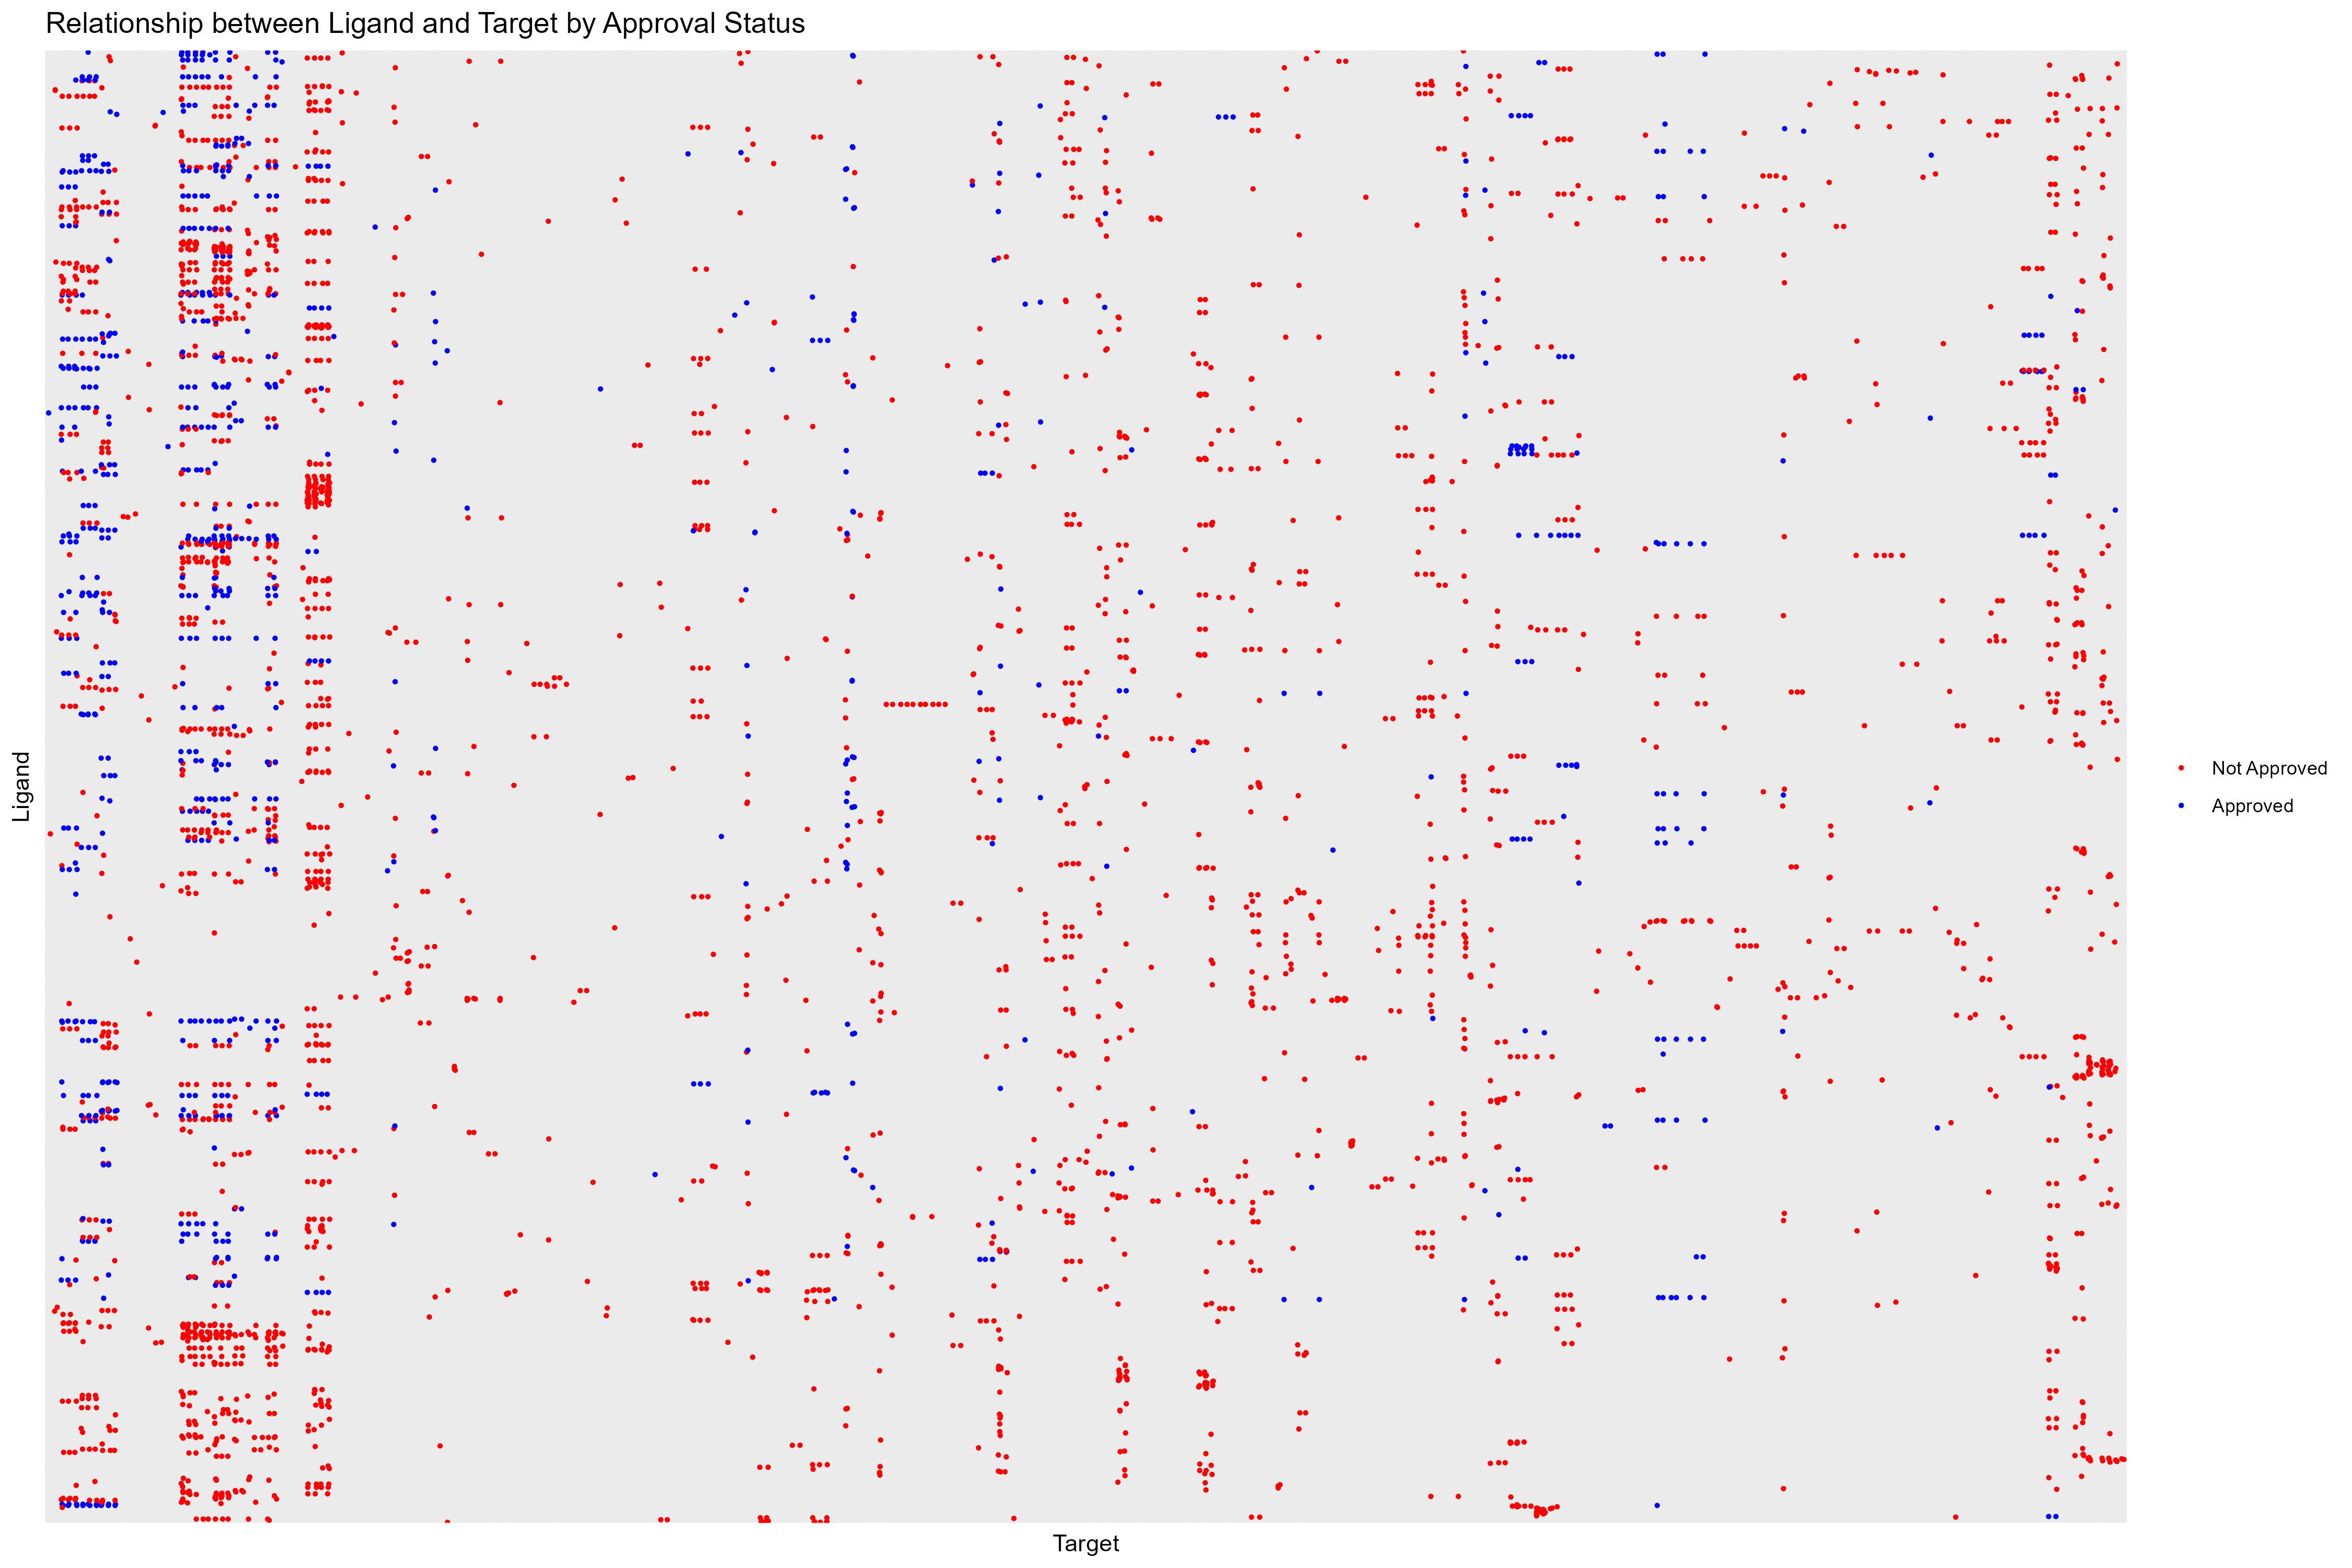 Relationship between Ligand and Target by Approval Status
Ligand
Not Approved
Approved
Target